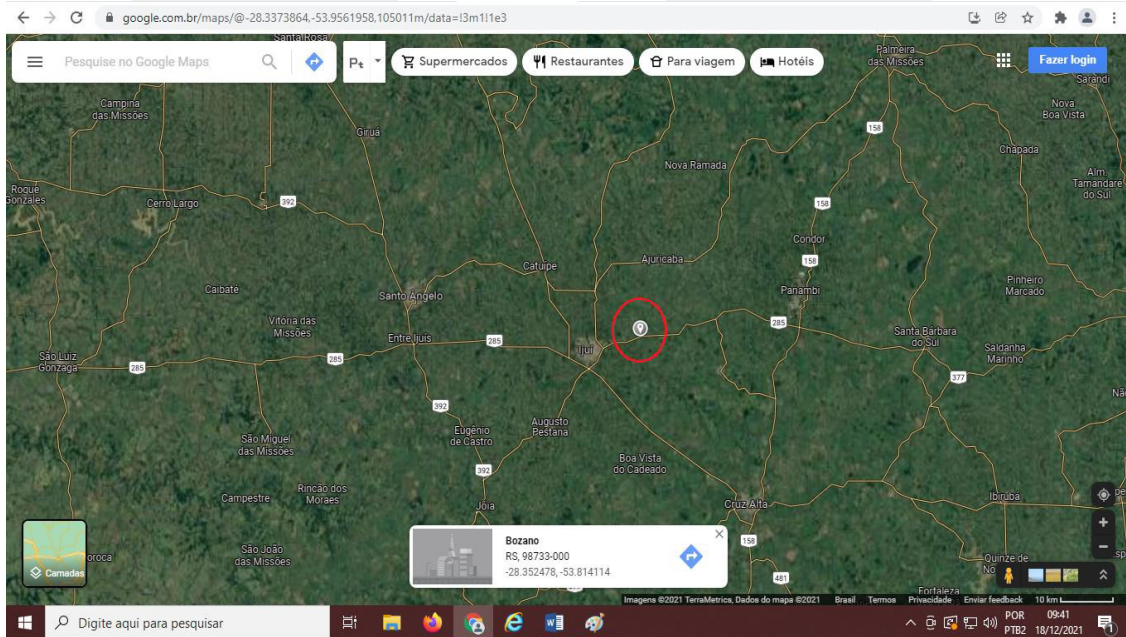 google.com.br/maps/@-28.3373864,-53.9561958,105011m/data=!3m1!1e3
Pesquise no Google Maps
Supermercados
Restaurantes
Para viagem
Hotéis
Fazer login
Santa Rosa
Palmeira
das Missões
Sarandi
Campina
das Missões
Giruá
158
Nova
Boa Vista
Chapada
Nova Ramada
Alm.
Tamandaré
do Sul
Roque
Gonzales
Cerro Largo
392
158
Condor
158
Ajuricaba
Catuípe
Caibaté
Santo Ângelo
Panambi
Pinheiro
Marcado
Vitória das
Missões
Entre Ijuís
285
285
Ijuí
Santa Bárbara
do Sul
Saldanha
Marinho
São Luiz
Gonzaga
285
285
377
392
Augusto
Pestana
Eugênio
de Castro
São Miguel
das Missões
Boa Vista
do Cadeado
392
Rincão dos
Moraes
Campestre
Jóia
Cruz Alta
Ibirubá
São João
das Missões
158
Quinze de
481
Fortaleza
oroca
Camadas
Bozano
RS, 98733-000
-28.352478, -53.814114
Imagens ©2021 TerraMetrics, Dados do mapa ©2021 Brasil Termos Privacidade Enviar feedback 10 km
Digite aqui para pesquisar
POR
PTB2
09:41
18/12/2021